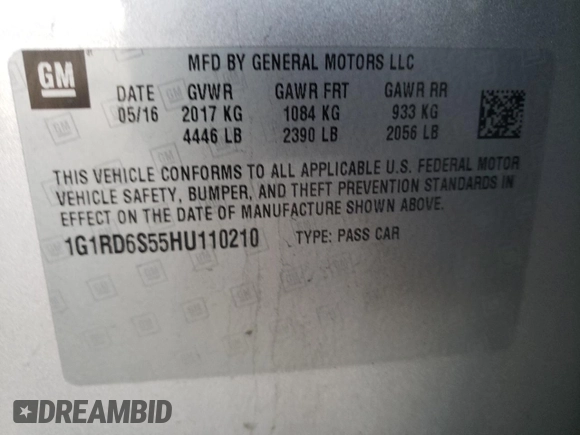 GM
MFD BY GENERAL MOTORS LLC
DATE GVWR GAWR FRT GAWR RR
05/16 2017 KG 1084 KG 933 KG
4446 LB 2390 LB 2056 LB
THIS VEHICLE CONFORMS TO ALL APPLICABLE U.S. FEDERAL MOTOR
VEHICLE SAFETY, BUMPER, AND THEFT PREVENTION STANDARDS IN
EFFECT ON THE DATE OF MANUFACTURE SHOWN ABOVE.
1G1RD6S55HU110210 TYPE: PASS CAR
DREAMBID